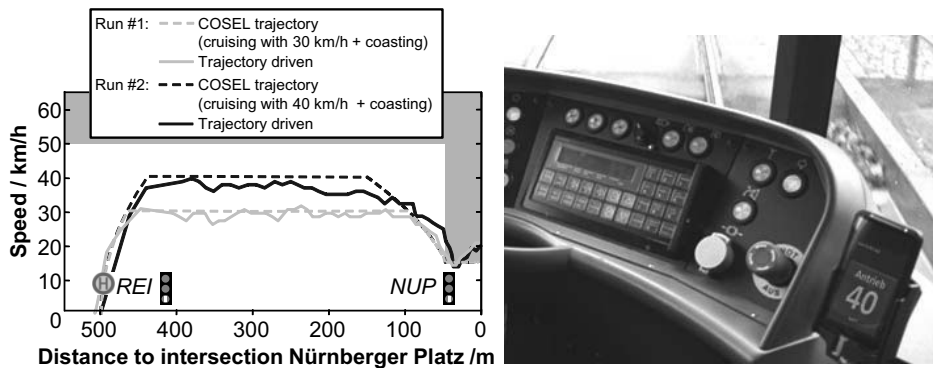 Run #1: COSEL trajectory
(cruising with 30 km/h + coasting)
Trajectory driven
Run #2: COSEL trajectory
(cruising with 40 km/h + coasting)
Trajectory driven
Speed / km/h
60
50
40
30
20
10
0
H REI NUP
500 400 300 200 100 0
Distance to intersection Nürnberger Platz /m
Antrieb
40
AUS